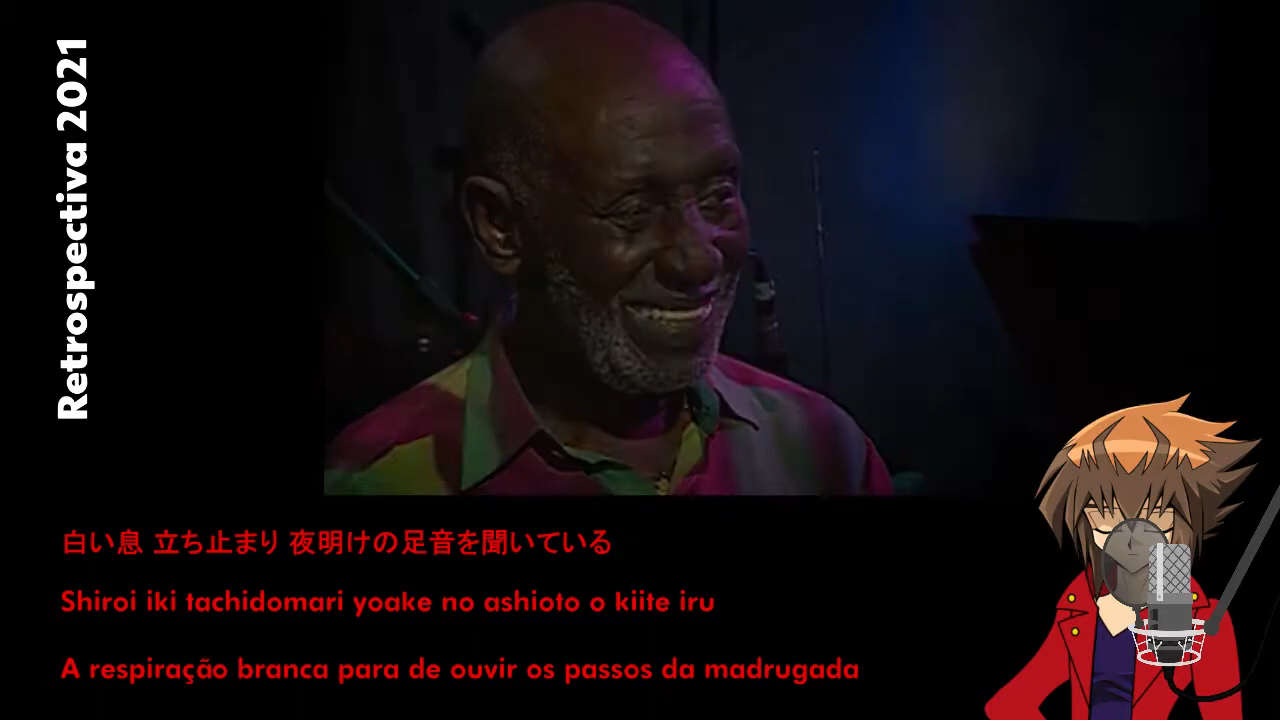 Retrospectiva 2021
白い息 立ち止まり 夜明けの足音を聞いている
Shiroi iki tachidomari yoake no ashioto o kiite iru
A respiração branca para de ouvir os passos da madrugada